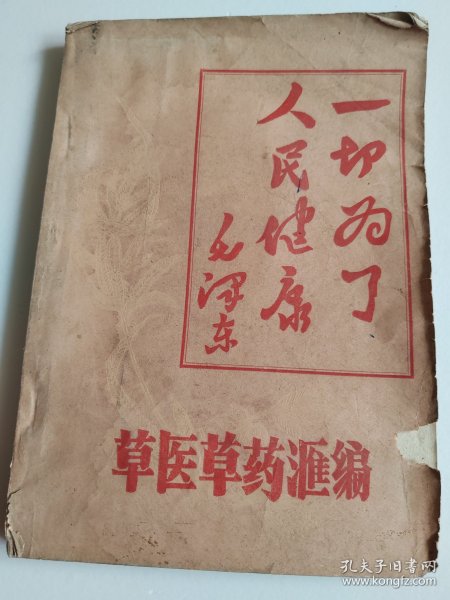 一切为了
人民健康
毛泽东
草医草药滙编
孔夫子旧书网
www.kongfz.com